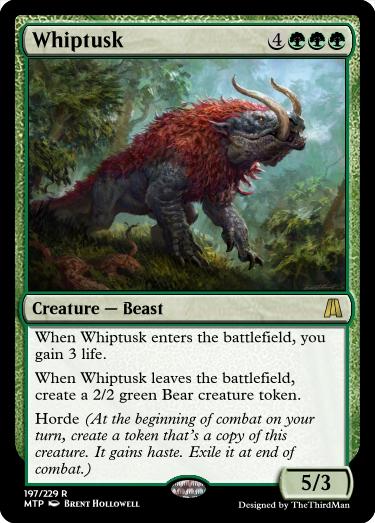 Whiptusk 4
Creature — Beast
When Whiptusk enters the battlefield, you
gain 3 life.
When Whiptusk leaves the battlefield,
create a 2/2 green Bear creature token.
Horde (At the beginning of combat on your
turn, create a token that's a copy of this
creature. It gains haste. Exile it at end of
combat.)
5/3
197/229 R
MTP Brent Hollowell
Designed by TheThirdMan